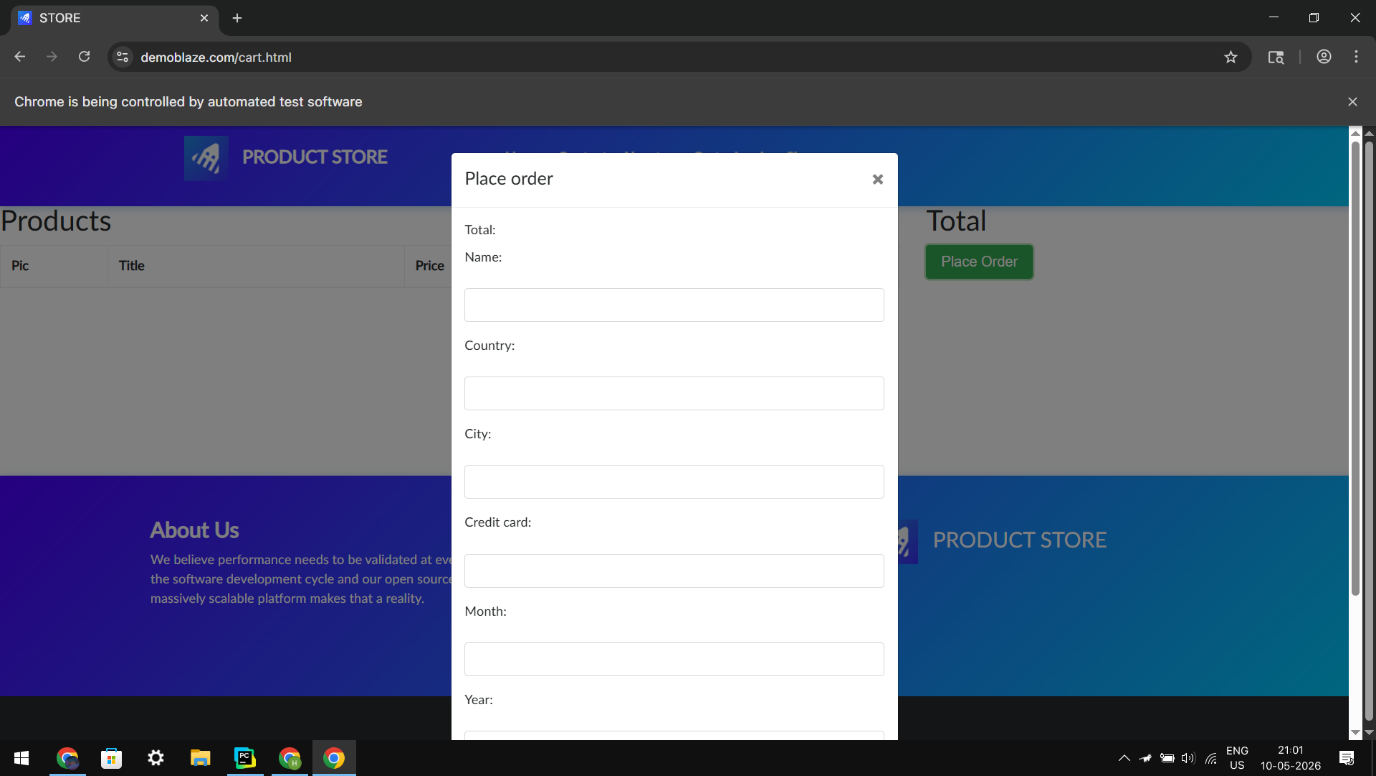 STORE
demoblaze.com/cart.html
Chrome is being controlled by automated test software
PRODUCT STORE
Place order
Products
Total
Total:
Pic Title Price
Place Order
Name:
Country:
City:
Credit card:
Month:
Year:
About Us
We believe performance needs to be validated at
the software development cycle and our open source
massively scalable platform makes that a reality.
PRODUCT STORE
PC
H
ENG
US
21:01
10-05-2026